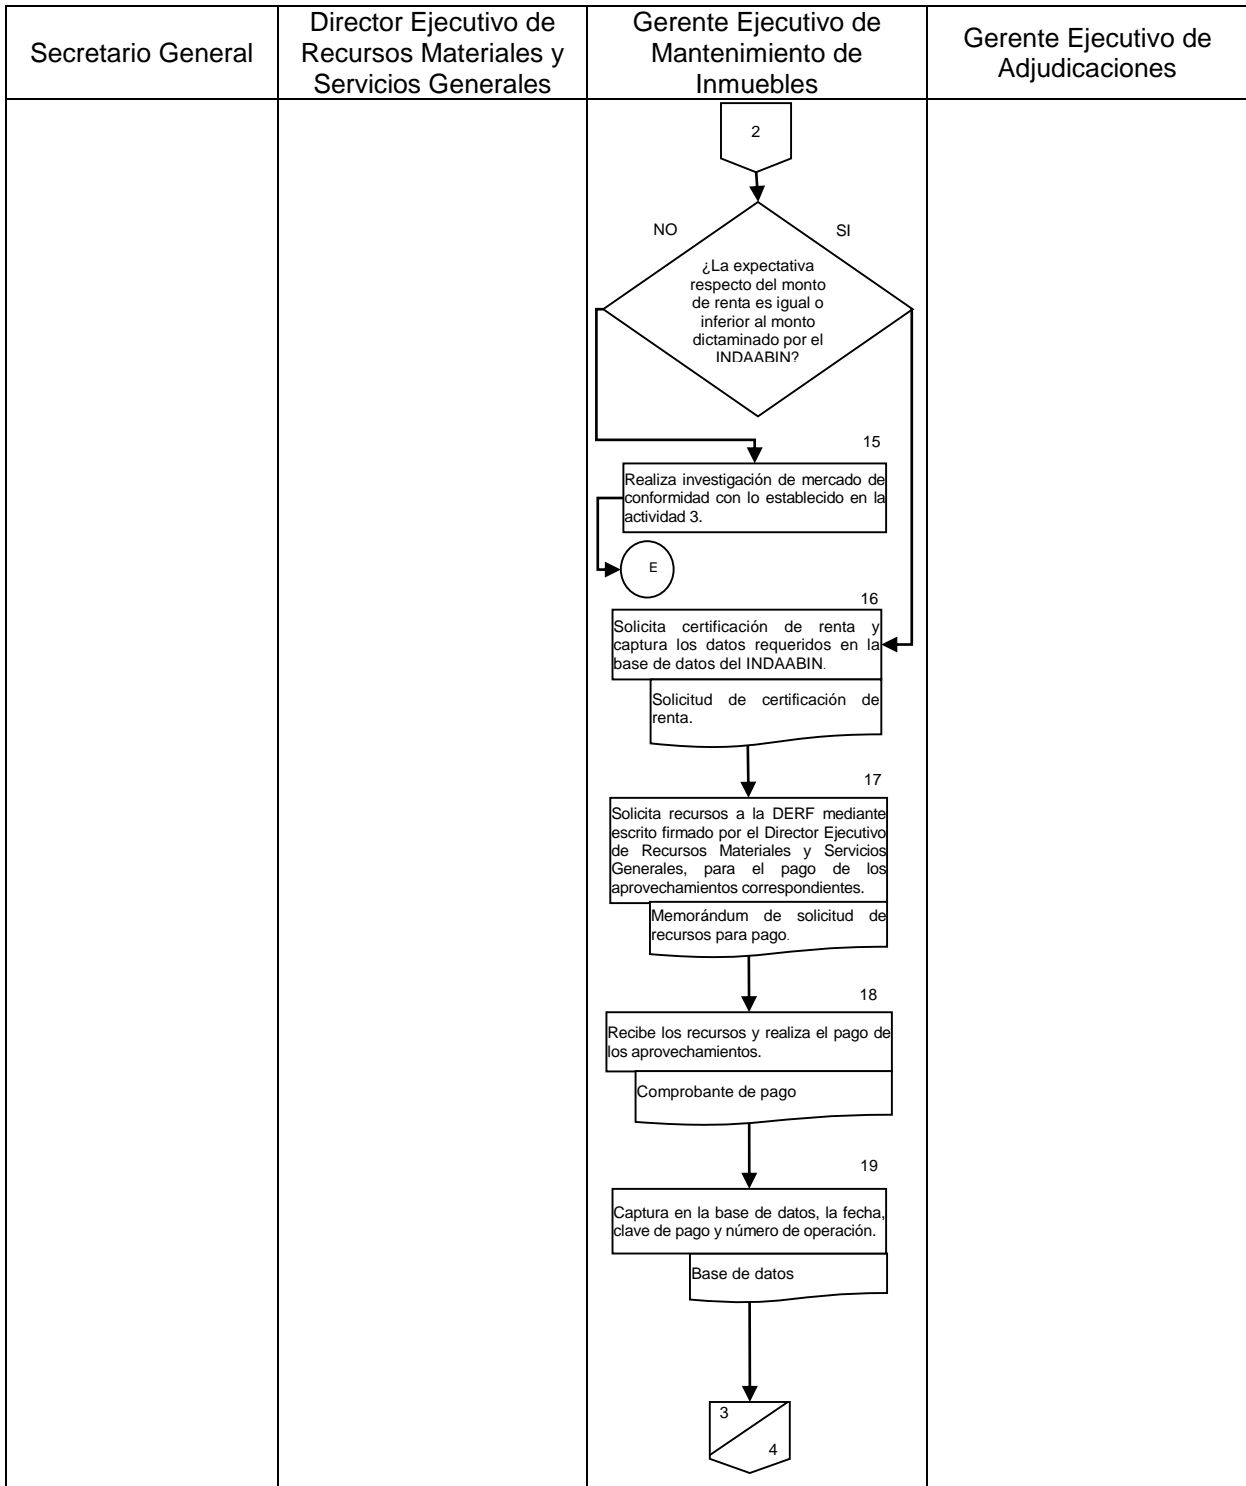 Secretario General
Director Ejecutivo de
Recursos Materiales y
Servicios Generales
Gerente Ejecutivo de
Mantenimiento de
Inmuebles
Gerente Ejecutivo de
Adjudicaciones
2
NO
SI
¿La expectativa
respecto del monto
de renta es igual o
inferior al monto
dictaminado por el
INDAABIN?
15
Realiza investigación de mercado de
conformidad con lo establecido en la
actividad 3.
E
16
Solicita certificación de renta y
captura los datos requeridos en la
base de datos del INDAABIN.
Solicitud de certificación de
renta.
17
Solicita recursos a la DERF mediante
escrito firmado por el Director Ejecutivo
de Recursos Materiales y Servicios
Generales, para el pago de los
aprovechamientos correspondientes.
Memorándum de solicitud de
recursos para pago.
18
Recibe los recursos y realiza el pago de
los aprovechamientos.
Comprobante de pago
19
Captura en la base de datos, la fecha,
clave de pago y número de operación.
Base de datos
3
4